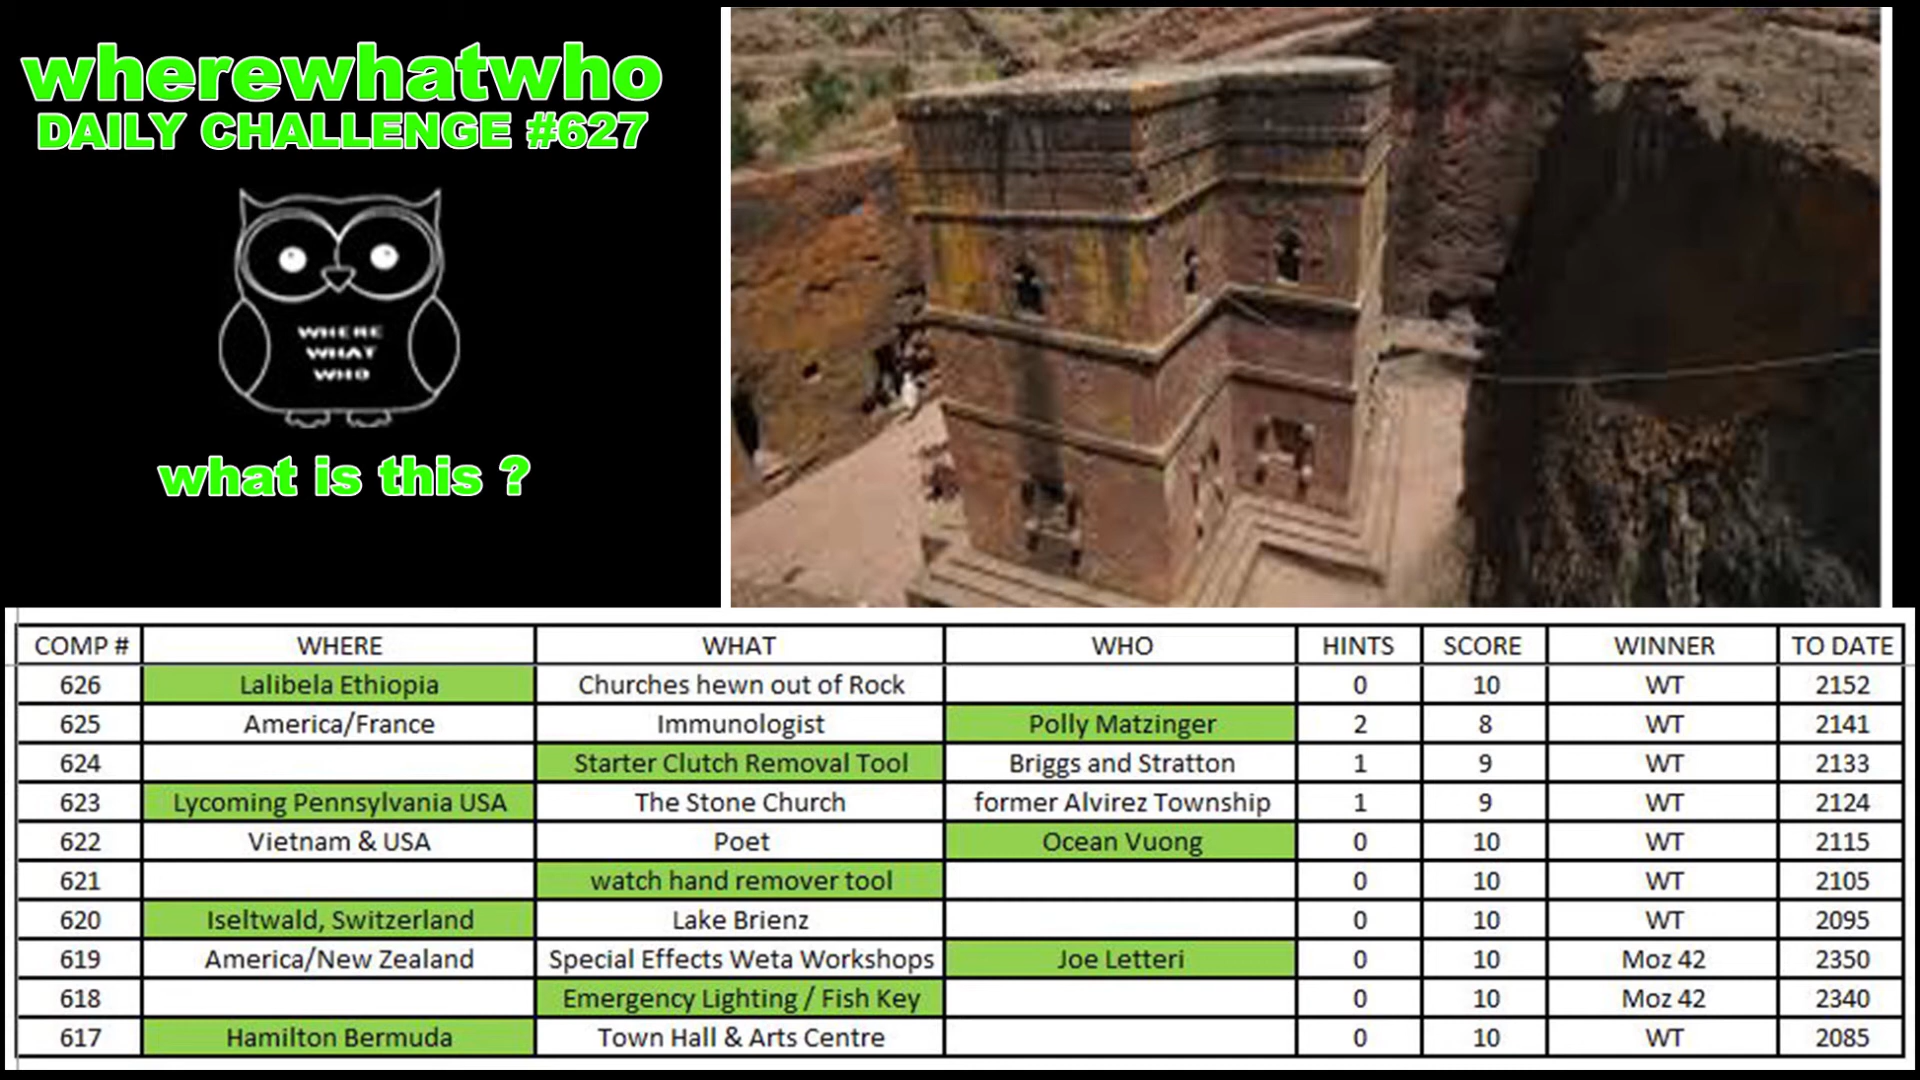 wherewhatwho
DAILY CHALLENGE #627
WHERE
WHAT
WHO
what is this ?
COMP # WHERE WHAT WHO HINTS SCORE WINNER TO DATE
626 Lalibela Ethiopia Churches hewn out of Rock 0 10 WT 2152
625 America/France Immunologist Polly Matzinger 2 8 WT 2141
624 Starter Clutch Removal Tool Briggs and Stratton 1 9 WT 2133
623 Lycoming Pennsylvania USA The Stone Church former Alvirez Township 1 9 WT 2124
622 Vietnam & USA Poet Ocean Vuong 0 10 WT 2115
621 watch hand remover tool 0 10 WT 2105
620 Iseltwald, Switzerland Lake Brienz 0 10 WT 2095
619 America/New Zealand Special Effects Weta Workshops Joe Letteri 0 10 Moz 42 2350
618 Emergency Lighting / Fish Key 0 10 Moz 42 2340
617 Hamilton Bermuda Town Hall & Arts Centre 0 10 WT 2085